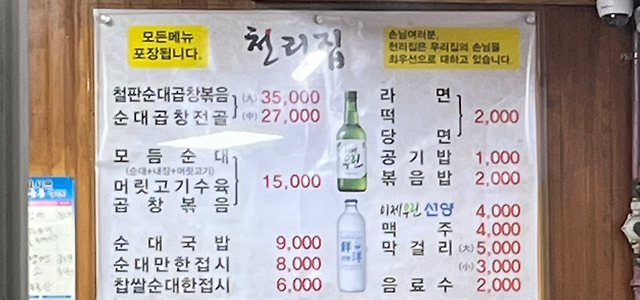 모든메뉴
포장됩니다.
천리집
손님여러분,
천리집은 우리집의 손님을
최우선으로 대하고 있습니다.
철판순대곱창볶음 (大) 35,000
순대곱창전골 (中) 27,000
모듬순대
(순대+내장+머릿고기)
머릿고기수육 15,000
곱창볶음
순대국밥 9,000
순대만한접시 8,000
찹쌀순대한접시 6,000
라면
떡 2,000
당면
공기밥 1,000
볶음밥 2,000
이제우린 신양 4,000
맥주 4,000
막걸리 (大) 5,000
(小) 3,000
음료수 2,000